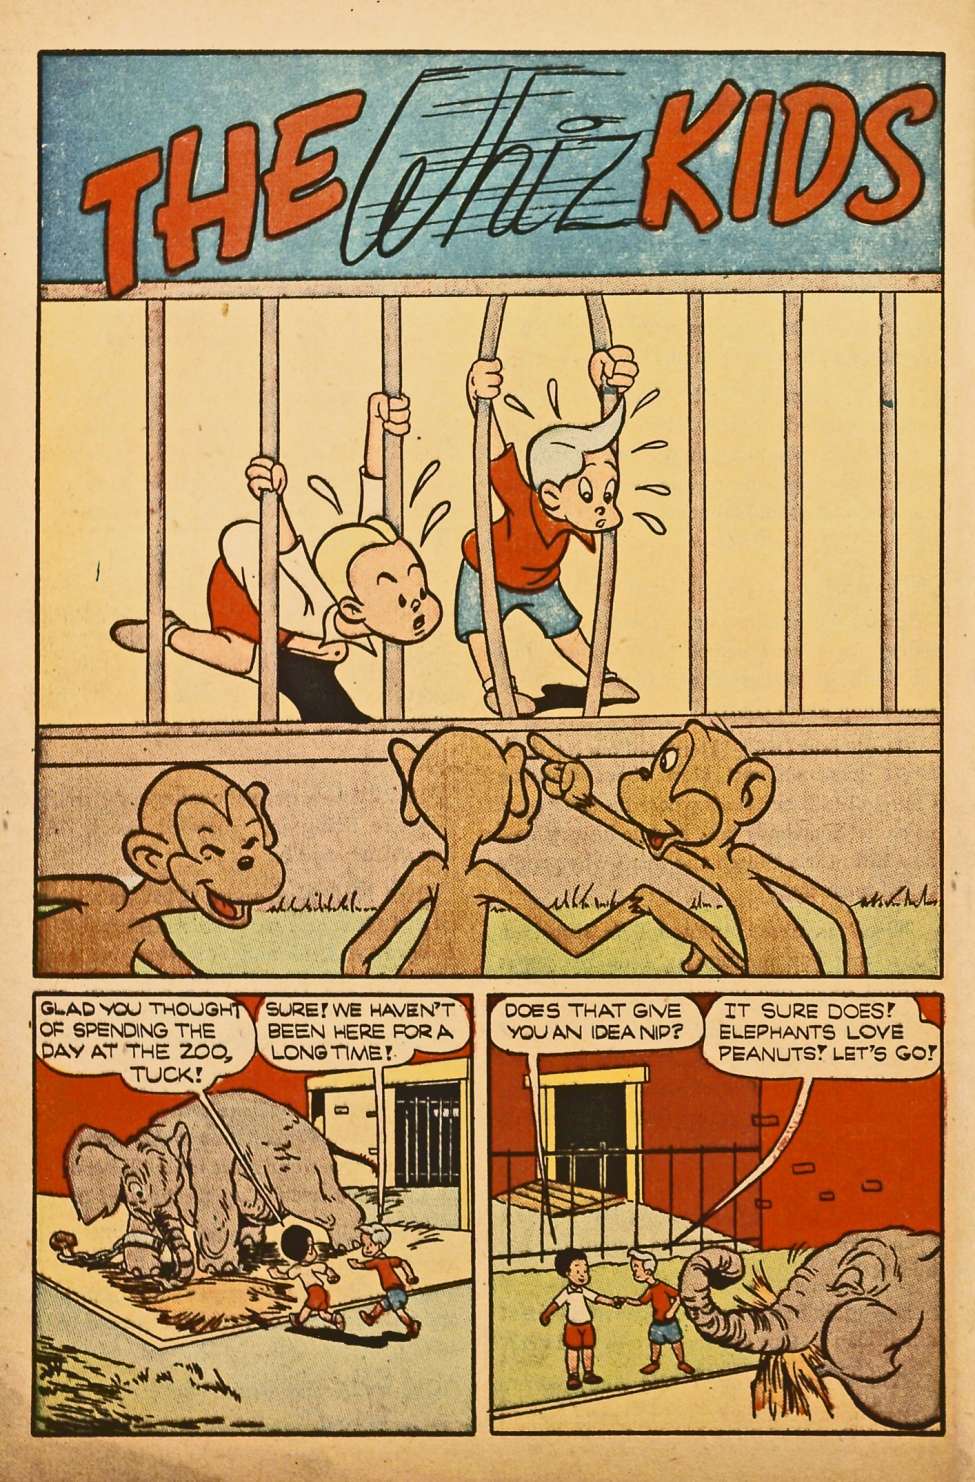 THE Whiz KIDS
GLAD YOU THOUGHT
OF SPENDING THE
DAY AT THE ZOO,
TUCK!
SURE! WE HAVEN'T
BEEN HERE FOR A
LONG TIME!
DOES THAT GIVE
YOU AN IDEA NIP?
IT SURE DOES!
ELEPHANTS LOVE
PEANUTS! LET'S GO!